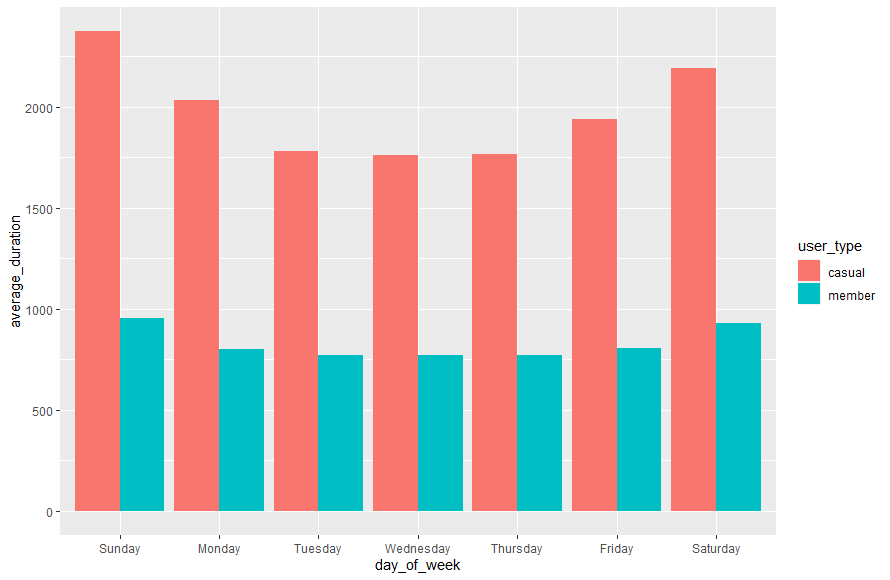 average_duration
2000
1500
1000
500
0
Sunday Monday Tuesday Wednesday Thursday Friday Saturday
day_of_week
user_type
casual
member